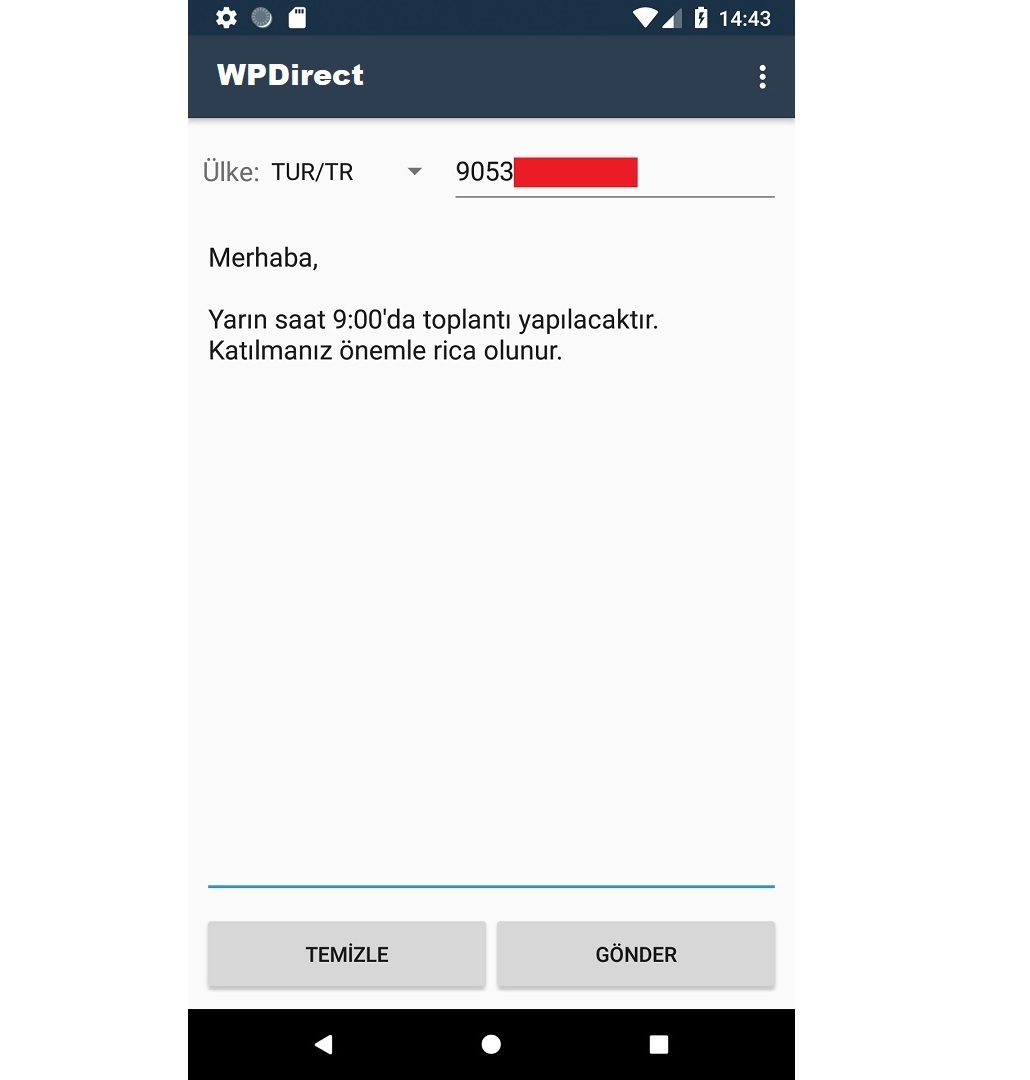 14:43
WPDirect
Ülke: TUR/TR 9053
Merhaba,
Yarın saat 9:00'da toplantı yapılacaktır.
Katılmanız önemle rica olunur.
TEMİZLE GÖNDER